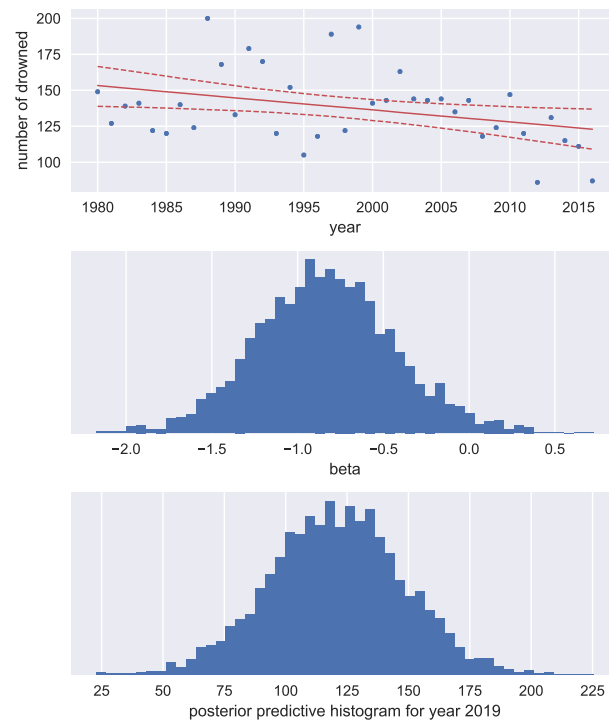 200
175
150
125
100
number of drowned
1980 1985 1990 1995 2000 2005 2010 2015
year
−2.0 −1.5 −1.0 −0.5 0.0 0.5
beta
25 50 75 100 125 150 175 200 225
posterior predictive histogram for year 2019